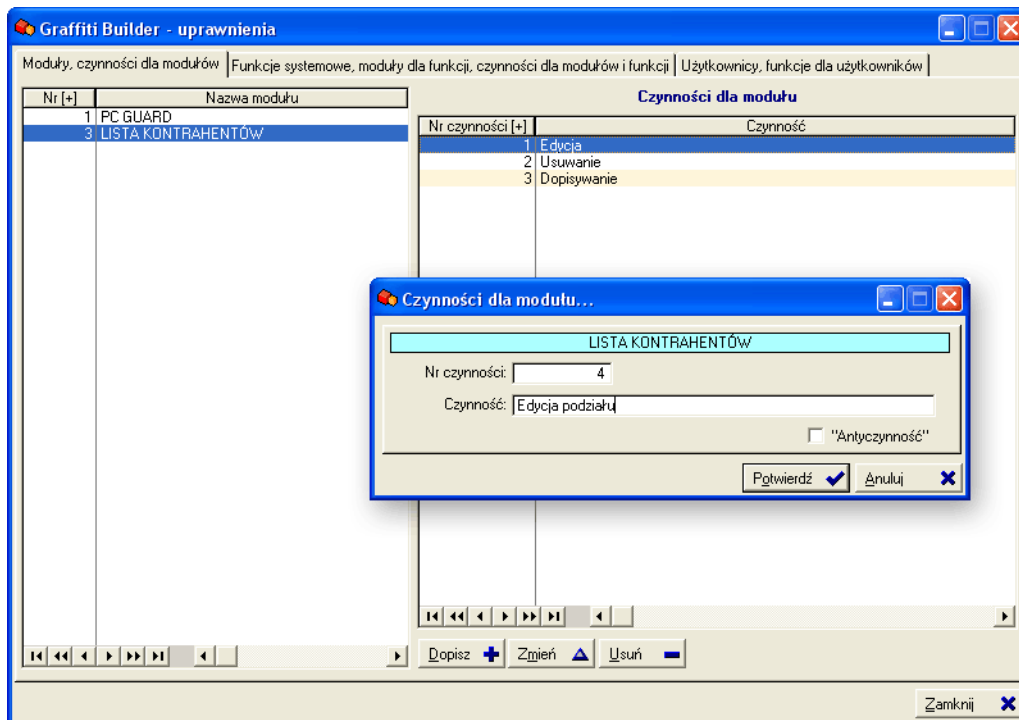 Graffiti Builder - uprawnienia
Moduły, czynności dla modułów Funkcje systemowe, moduły dla funkcji, czynności dla modułów i funkcji Użytkownicy, funkcje dla użytkowników
Nr [+] Nazwa modułu
1 PC GUARD
3 LISTA KONTRAHENTÓW
Czynności dla modułu
Nr czynności [+] Czynność
1 Edycja
2 Usuwanie
3 Dopisywanie
Czynności dla modułu...
LISTA KONTRAHENTÓW
Nr czynności: 4
Czynność: Edycja podziału
"Antyczynność"
Potwierdź Anuluj
Dopisz Zmień Usuń
Zamknij